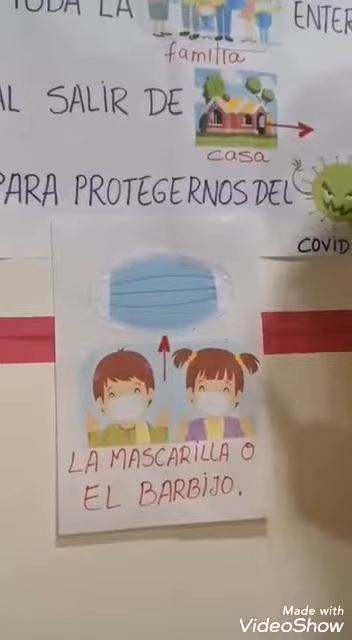 TODA LA
ENTER
familia
AL SALIR DE
casa
PARA PROTEGERNOS DEL
COVID
LA MASCARILLA O
EL BARBIJO.
Made with
VideoShow